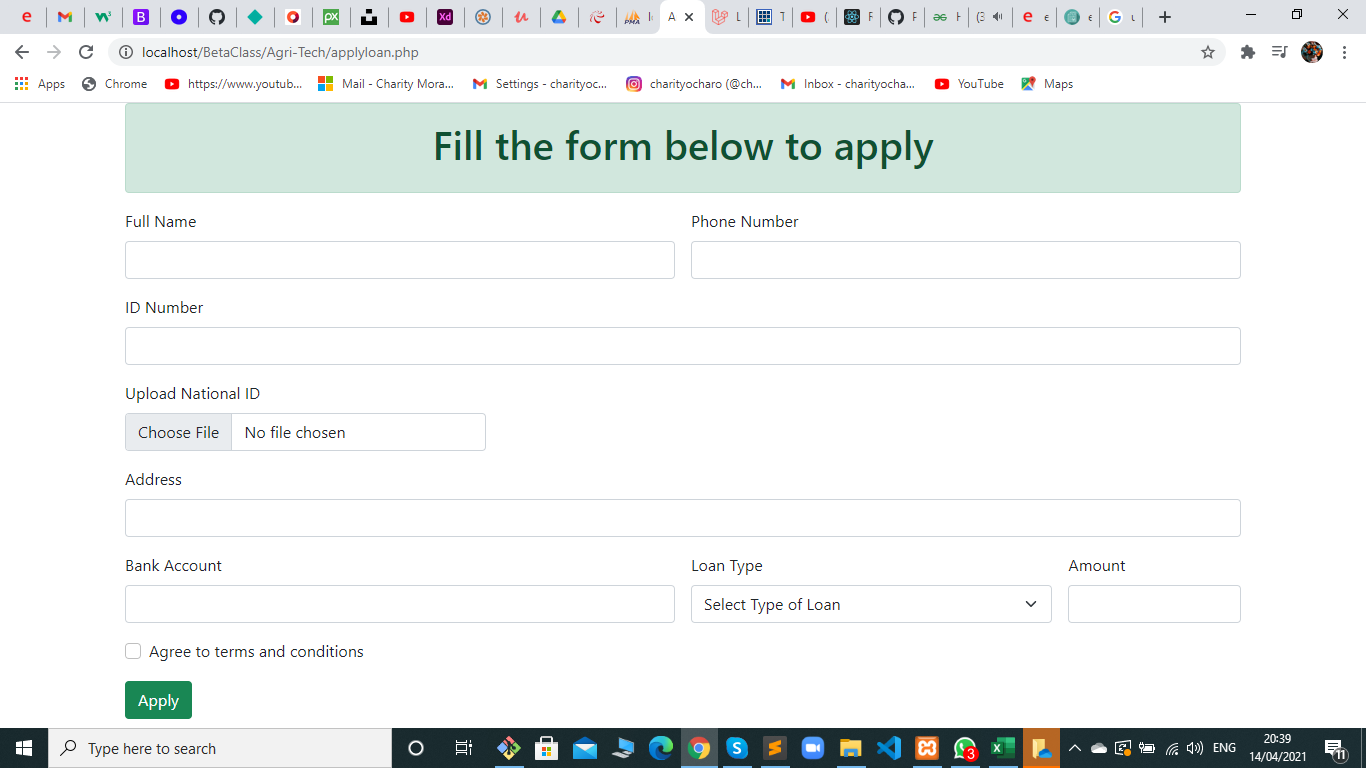 localhost/BetaClass/Agri-Tech/applyloan.php
Apps Chrome https://www.youtub... Mail - Charity Mora... Settings - charityoc... charityocharo (@ch... Inbox - charityocha... YouTube Maps
Fill the form below to apply
Full Name Phone Number
ID Number
Upload National ID
Choose File No file chosen
Address
Bank Account Loan Type Amount
Select Type of Loan
Agree to terms and conditions
Apply
Type here to search
ENG
20:39
14/04/2021
3
11